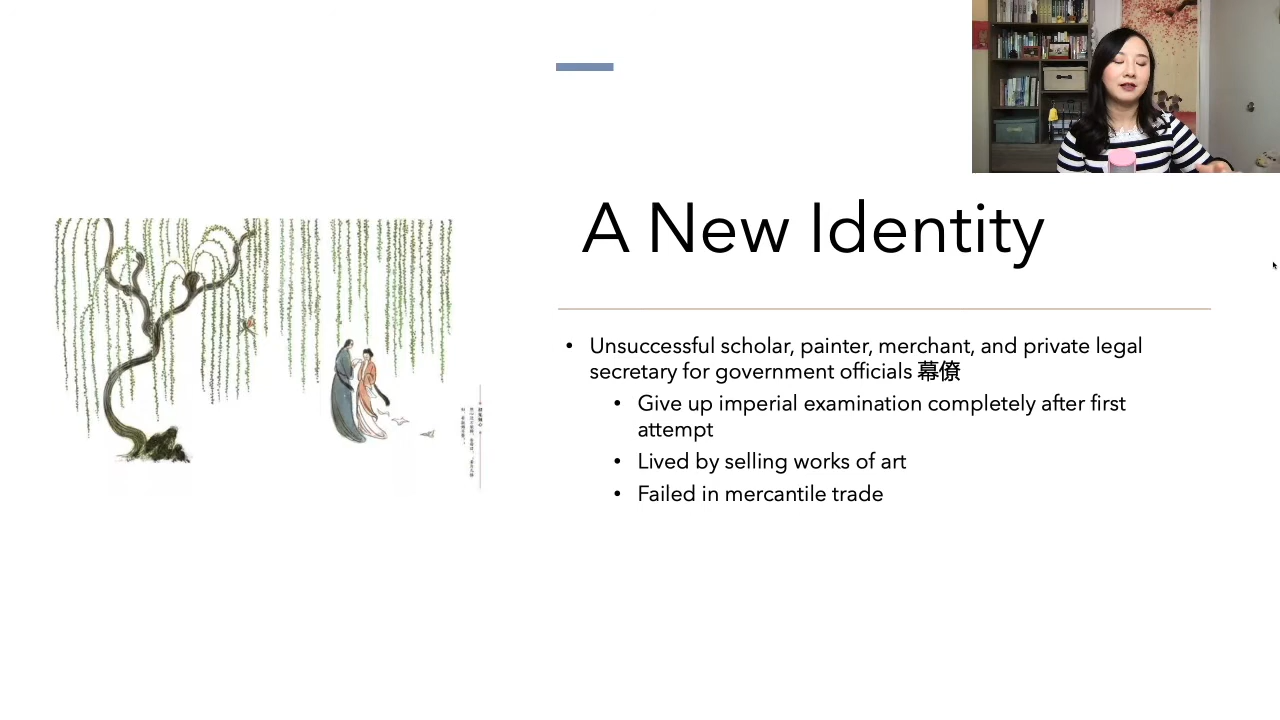 A New Identity
• Unsuccessful scholar, painter, merchant, and private legal
secretary for government officials 幕僚
• Give up imperial examination completely after first
attempt
• Lived by selling works of art
• Failed in mercantile trade